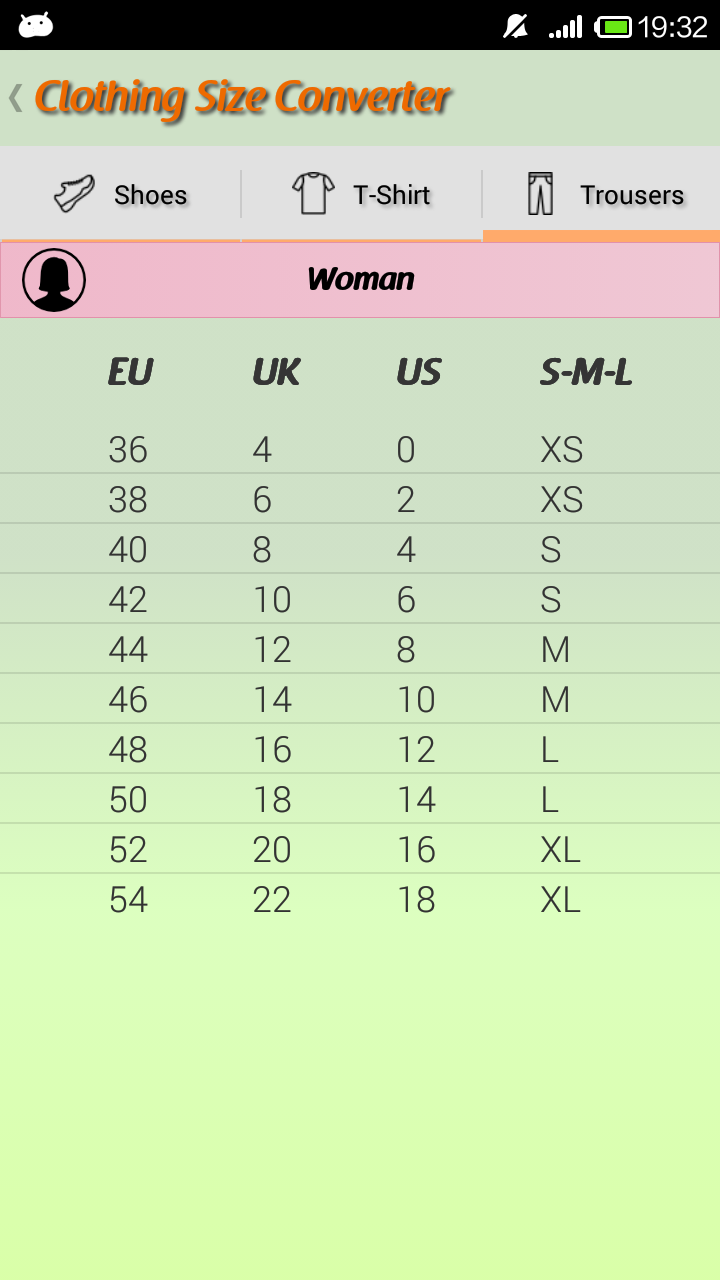 19:32
Clothing Size Converter
Shoes T-Shirt Trousers
Woman
EU UK US S-M-L
36 4 0 XS
38 6 2 XS
40 8 4 S
42 10 6 S
44 12 8 M
46 14 10 M
48 16 12 L
50 18 14 L
52 20 16 XL
54 22 18 XL